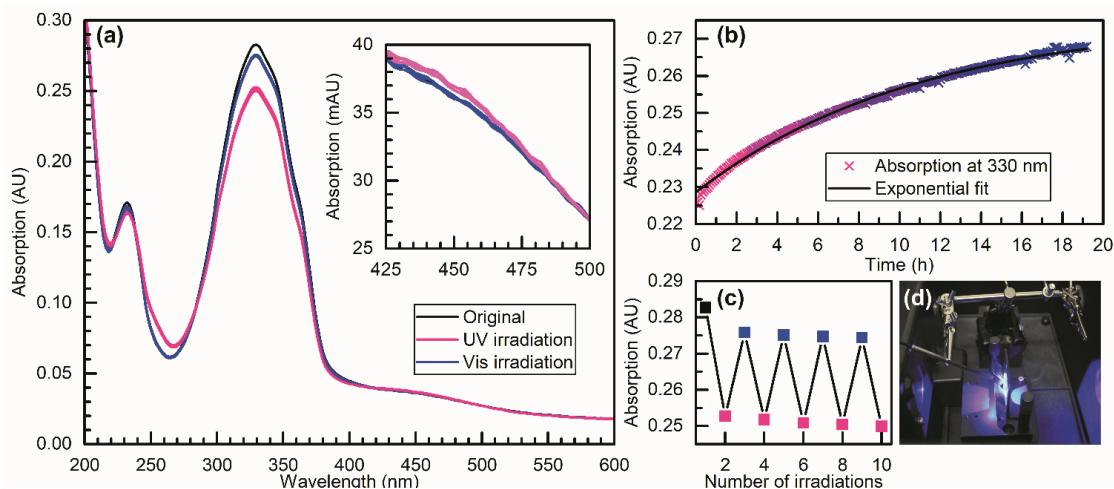 (a)
Absorption (AU)
0.30
0.25
0.20
0.15
0.10
0.05
0.00
200 250 300 350 400 450 500 550 600
Wavelength (nm)
Original
UV irradiation
Vis irradiation
Absorption (mAU)
40
35
30
25
425 450 475 500
(b)
Absorption (AU)
0.27
0.26
0.25
0.24
0.23
0.22
0 2 4 6 8 10 12 14 16 18 20
Time (h)
Absorption at 330 nm
Exponential fit
(c)
Absorption (AU)
0.29
0.28
0.27
0.26
0.25
2 4 6 8 10
Number of irradiations
(d)